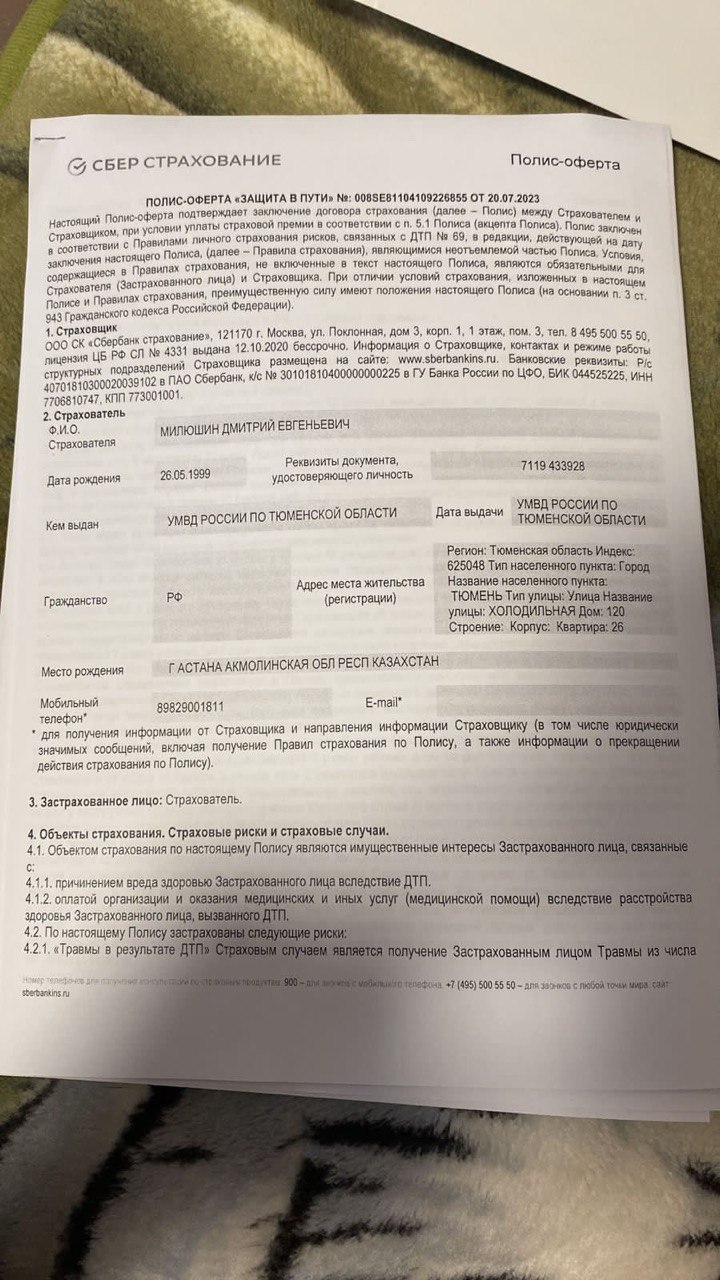 СБЕР СТРАХОВАНИЕ
Полис-оферта
ПОЛИС-ОФЕРТА «ЗАЩИТА В ПУТИ» №: 008SE81104109226855 ОТ 20.07.2023
Настоящий Полис-оферта подтверждает заключение договора страхования (далее – Полис) между Страхователем и
Страховщиком, при условии уплаты страховой премии в соответствии с п. 5.1 Полиса (акцепта Полиса). Полис заключен
в соответствии с Правилами личного страхования рисков, связанных с ДТП № 69, в редакции, действующей на дату
заключения настоящего Полиса, (далее – Правила страхования), являющимися неотъемлемой частью Полиса. Условия,
содержащиеся в Правилах страхования, не включенные в текст настоящего Полиса, являются обязательными для
Страхователя (Застрахованного лица) и Страховщика. При отличии условий страхования, изложенных в настоящем
Полисе и Правилах страхования, преимущественную силу имеют положения настоящего Полиса (на основании п. 3 ст.
943 Гражданского кодекса Российской Федерации).
1. Страховщик
ООО СК «Сбербанк страхование», 121170 г. Москва, ул. Поклонная, дом 3, корп. 1, 1 этаж, пом. 3, тел. 8 495 500 55 50,
лицензия ЦБ РФ СЛ № 4331 выдана 12.10.2020 бессрочно. Информация о Страховщике, контактах и режиме работы
структурных подразделений Страховщика размещена на сайте: www.sberbankins.ru. Банковские реквизиты: Р/с
40701810300020039102 в ПАО Сбербанк, к/с № 30101810400000000225 в ГУ Банка России по ЦФО, БИК 044525225, ИНН
7706810747, КПП 773001001.
2. Страхователь
Ф.И.О.
Страхователя
МИЛЮШИН ДМИТРИЙ ЕВГЕНЬЕВИЧ
Дата рождения
26.05.1999
Реквизиты документа,
удостоверяющего личность
7119 433928
Кем выдан
УМВД РОССИИ ПО ТЮМЕНСКОЙ ОБЛАСТИ
Дата выдачи
УМВД РОССИИ ПО
ТЮМЕНСКОЙ ОБЛАСТИ
Гражданство
РФ
Адрес места жительства
(регистрации)
Регион: Тюменская область Индекс:
625048 Тип населенного пункта: Город
Название населенного пункта:
ТЮМЕНЬ Тип улицы: Улица Название
улицы: ХОЛОДИЛЬНАЯ Дом: 120
Строение: Корпус: Квартира: 26
Место рождения
Г АСТАНА АКМОЛИНСКАЯ ОБЛ РЕСП КАЗАХСТАН
Мобильный
телефон*
89829001811
E-mail*
* для получения информации от Страховщика и направления информации Страховщику (в том числе юридически
значимых сообщений, включая получение Правил страхования по Полису, а также информации о прекращении
действия страхования по Полису).
3. Застрахованное лицо: Страхователь.
4. Объекты страхования. Страховые риски и страховые случаи.
4.1. Объектом страхования по настоящему Полису являются имущественные интересы Застрахованного лица, связанные
с:
4.1.1. причинением вреда здоровью Застрахованного лица вследствие ДТП.
4.1.2. оплатой организации и оказания медицинских и иных услуг (медицинской помощи) вследствие расстройства
здоровья Застрахованного лица, вызванного ДТП.
4.2. По настоящему Полису застрахованы следующие риски:
4.2.1. «Травмы в результате ДТП» Страховым случаем является получение Застрахованным лицом Травмы из числа
Номер телефонов для получения консультации по страховым продуктам: 900 – для звонков с мобильного телефона, +7 (495) 500 55 50 – для звонков с любой точки мира, сайт:
sberbankins.ru